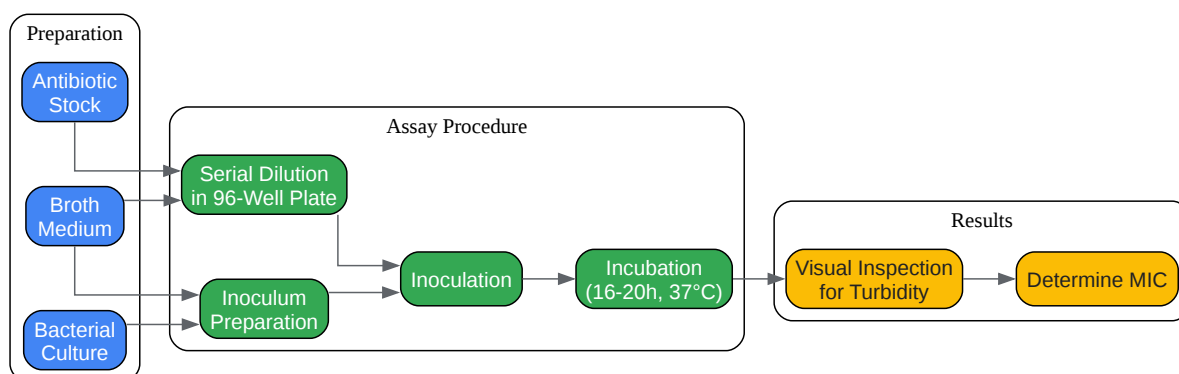 Preparation
Antibiotic
Stock
Broth
Medium
Bacterial
Culture
Assay Procedure
Serial Dilution
in 96-Well Plate
Inoculum
Preparation
Inoculation
Incubation
(16-20h, 37°C)
Results
Visual Inspection
for Turbidity
Determine MIC